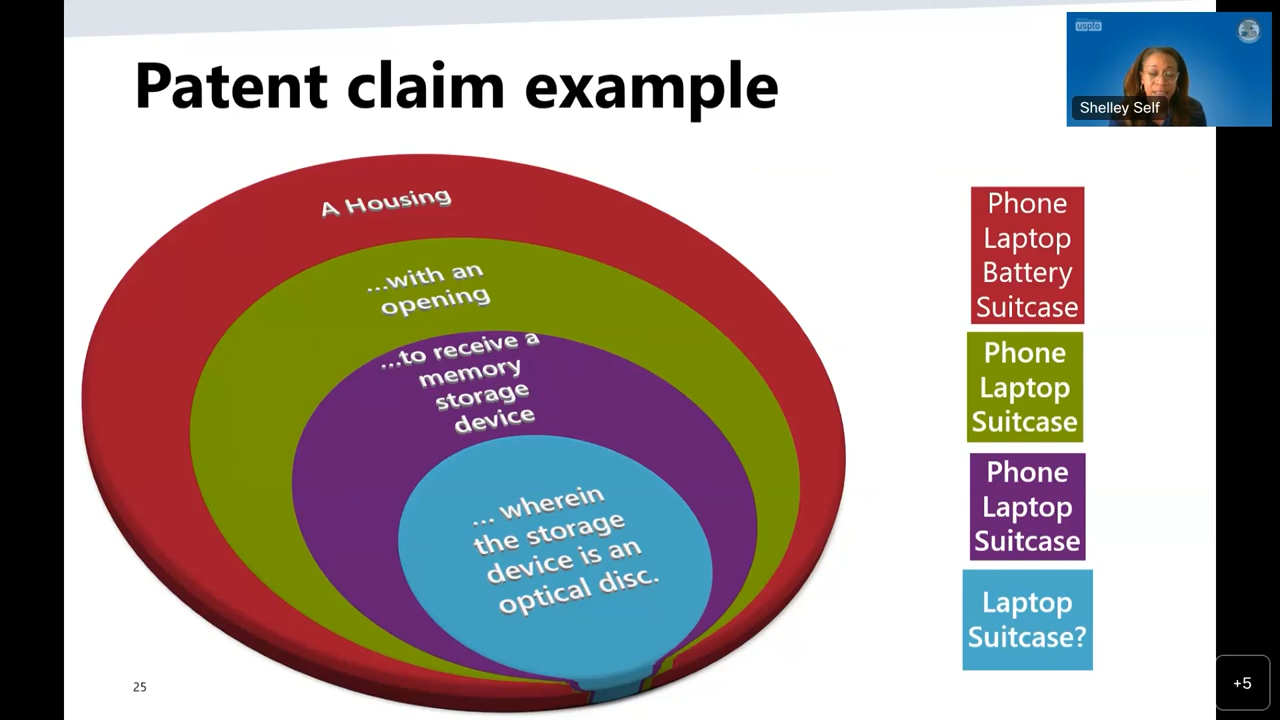 Patent claim example
uspto
Shelley Self
A Housing
...with an
opening
...to receive a
memory
storage
device
... wherein
the storage
device is an
optical disc.
Phone
Laptop
Battery
Suitcase
Phone
Laptop
Suitcase
Phone
Laptop
Suitcase
Laptop
Suitcase?
25
+5